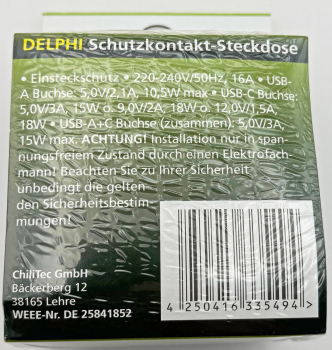 DELPHI Schutzkontakt-Steckdose
• Einsteckschutz • 220-240V/50Hz, 16A • USB-
A Buchse: 5,0V/2,1A, 10,5W max • USB-C Buchse:
5,0V/3A, 15W o. 9,0V/2A, 18W o. 12,0V/1,5A,
18W • USB-A+C Buchse (zusammen): 5,0V/3A,
15W max. ACHTUNG! Installation nur in span-
nungsfreiem Zustand durch einen Elektrofach-
mann! Beachten Sie zu Ihrer Sicherheit
unbedingt die gelten-
den Sicherheitsbestim-
mungen!
ChiliTec GmbH
Bäckerberg 12
38165 Lehre
WEEE-Nr. DE 25841852
4 250416 335494 >